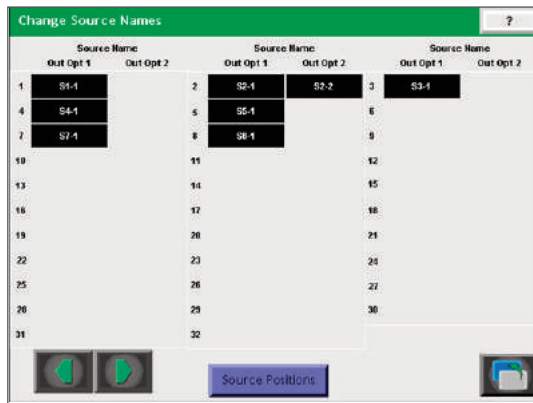 Change Source Names ?
Source Name Source Name Source Name
Out Opt 1 Out Opt 2 Out Opt 1 Out Opt 2 Out Opt 1 Out Opt 2
1 S1-1 2 S2-1 S2-2 3 S3-1
4 S4-1 5 S5-1 6
7 S7-1 8 S8-1 9
10 11 12
13 14 15
16 17 18
19 20 21
22 23 24
25 26 27
28 29 30
31 32
Source Positions